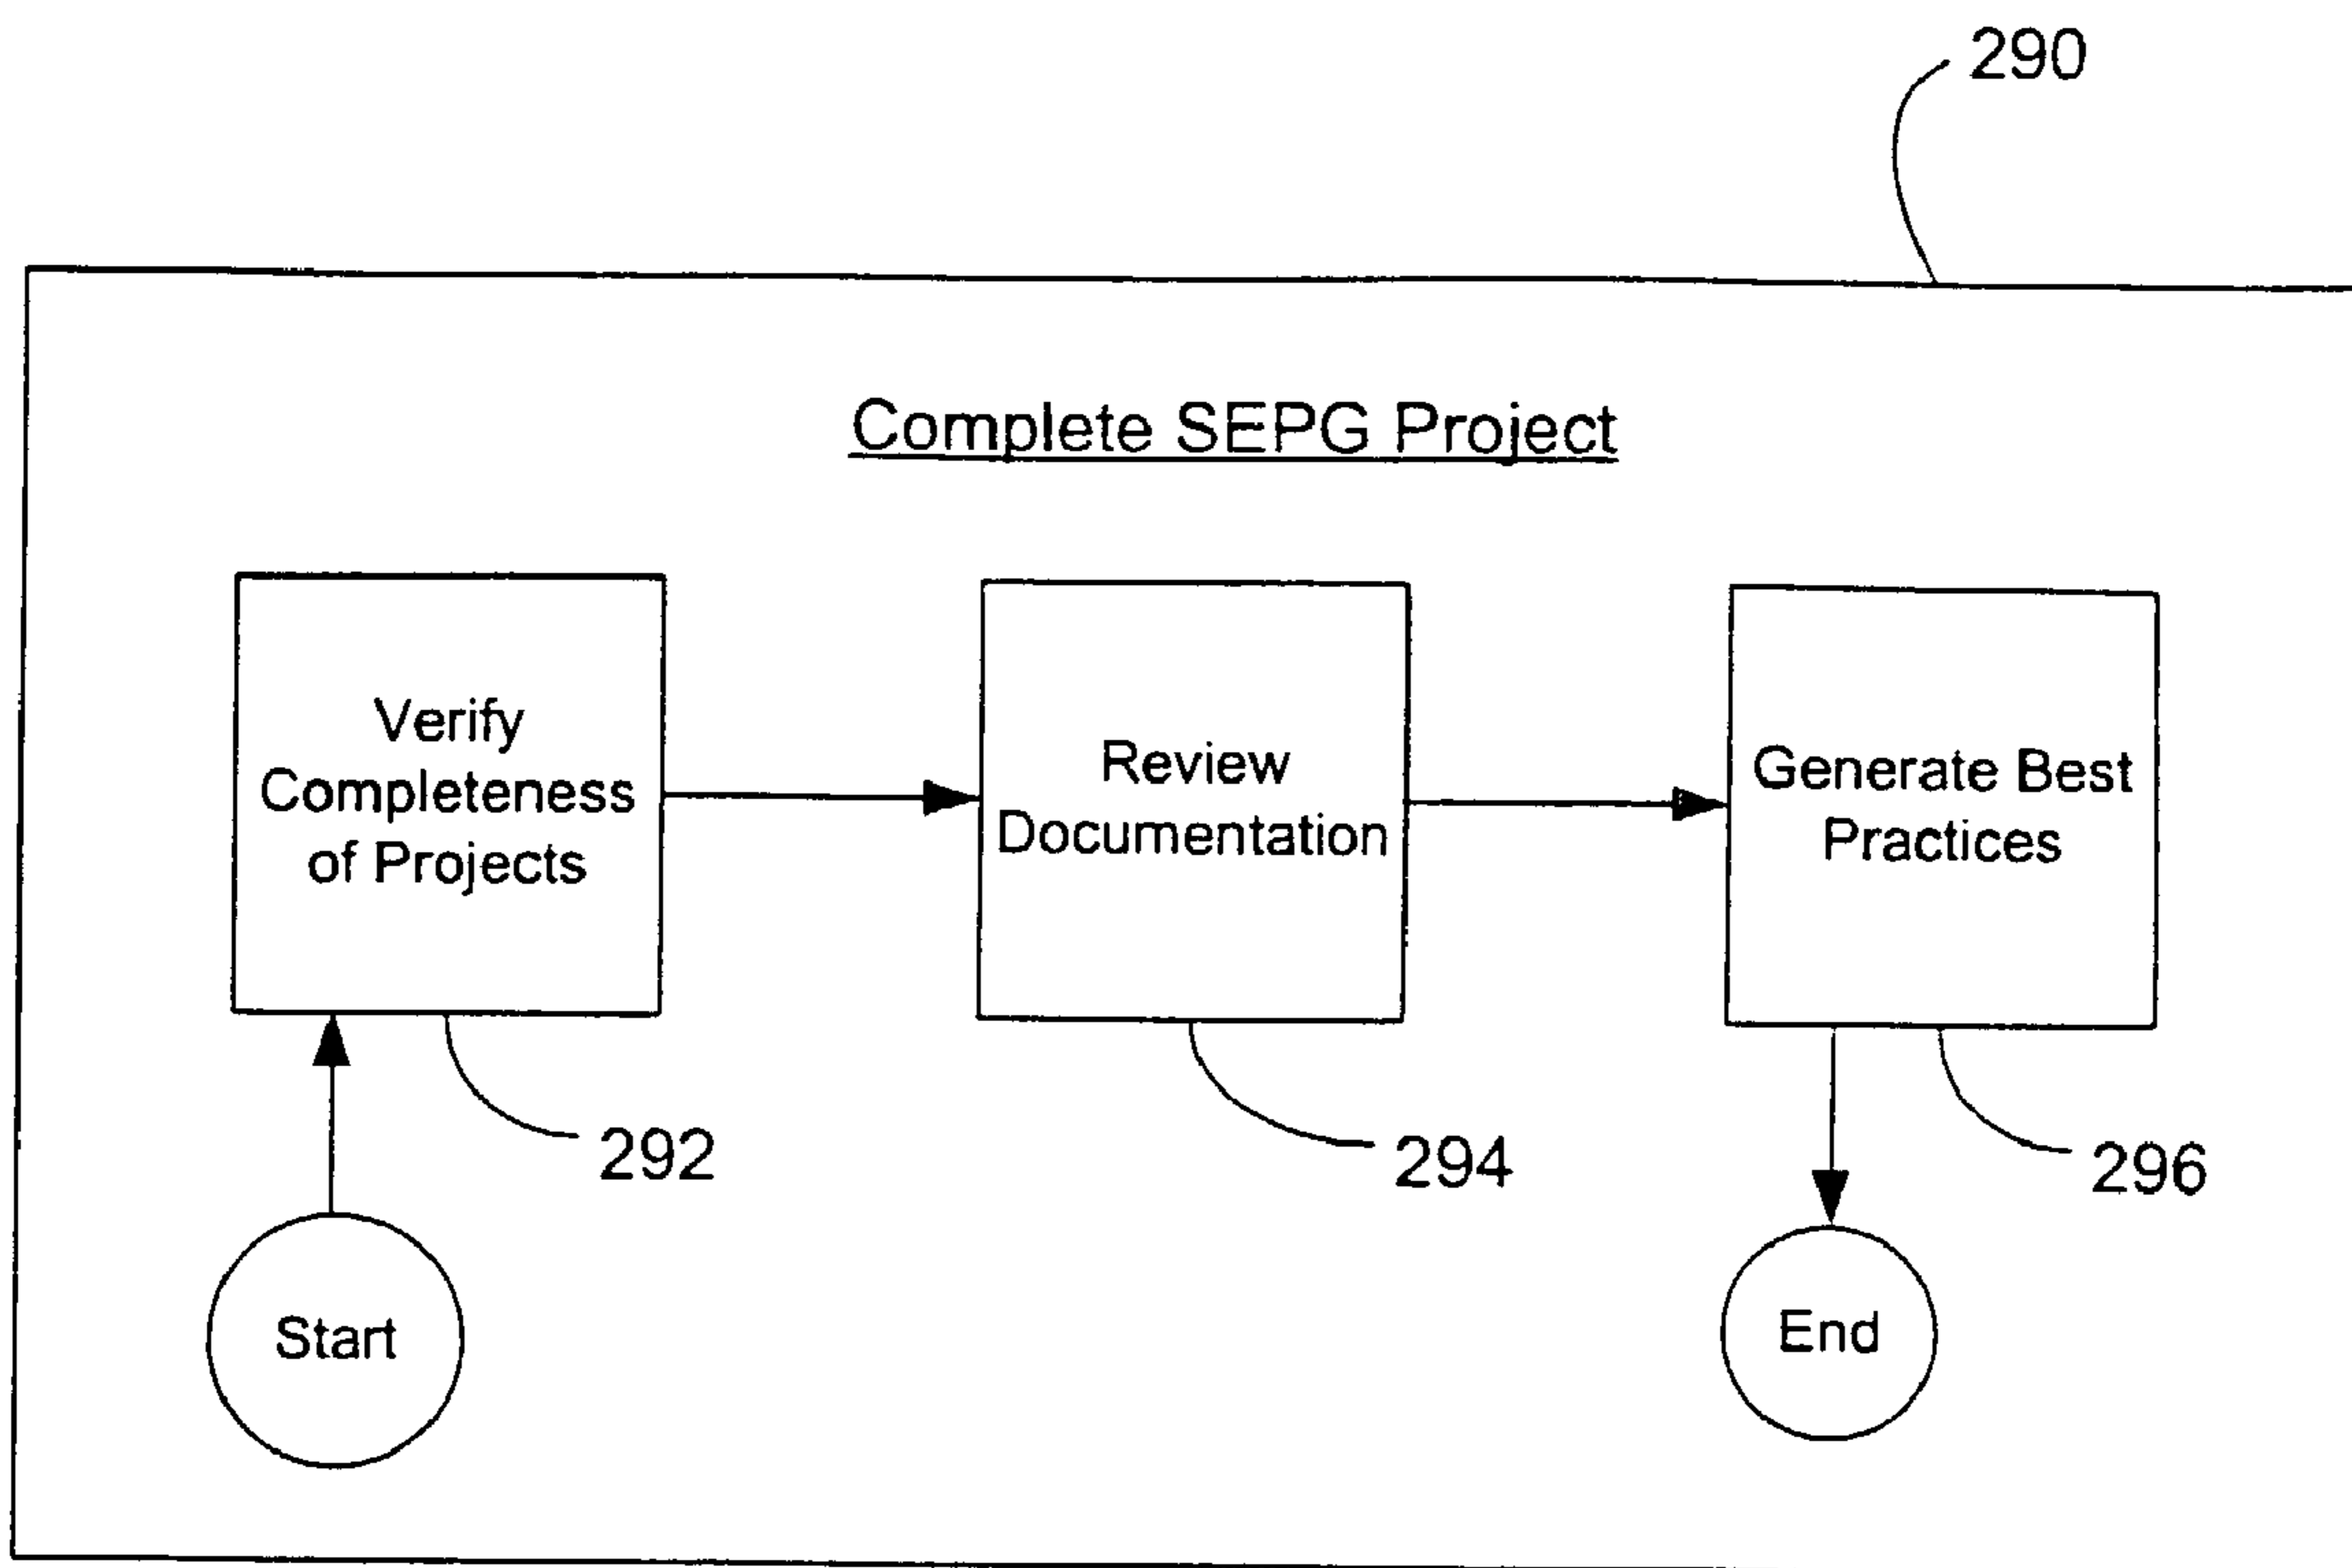 290
Complete SEPG Project
Verify
Completeness
of Projects
Review
Documentation
Generate Best
Practices
292
294
296
Start
End